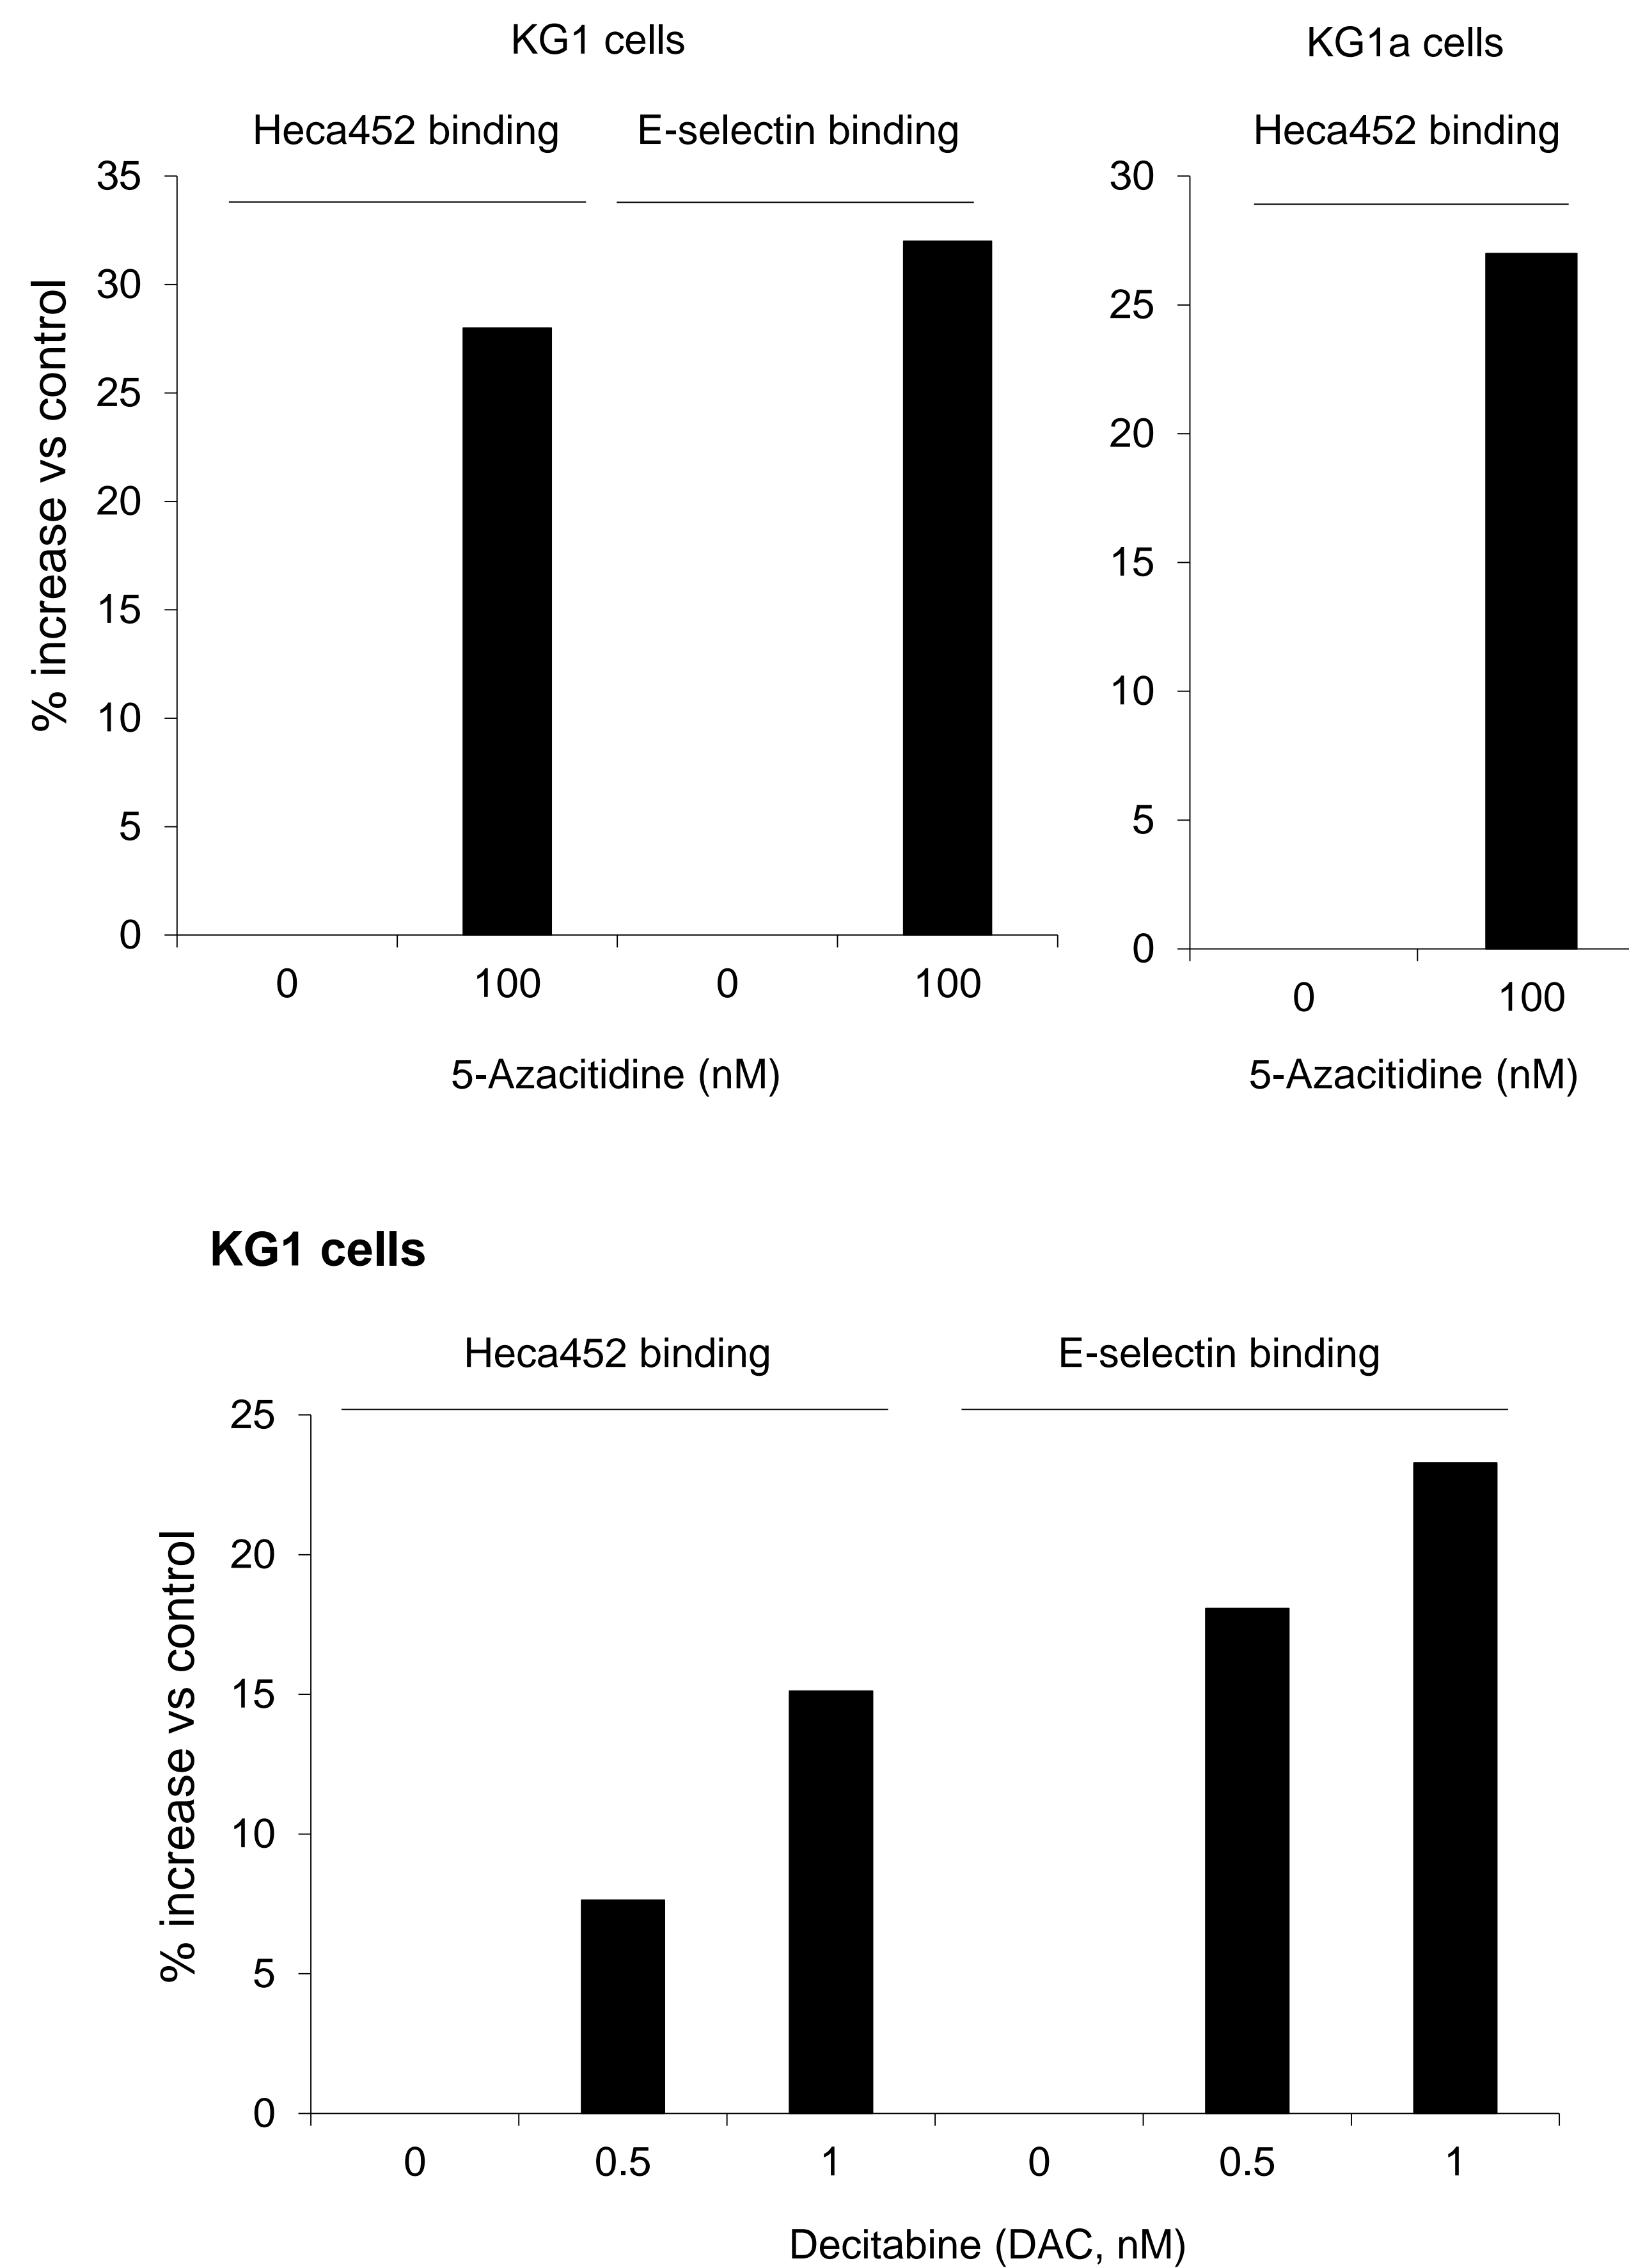 KG1 cells
KG1a cells
Heca452 binding
E-selectin binding
Heca452 binding
% increase vs control
35
30
25
20
15
10
5
0
0
100
0
100
5-Azacitidine (nM)
30
25
20
15
10
5
0
0
100
5-Azacitidine (nM)
KG1 cells
Heca452 binding
E-selectin binding
% increase vs control
25
20
15
10
5
0
0
0.5
1
0
0.5
1
Decitabine (DAC, nM)